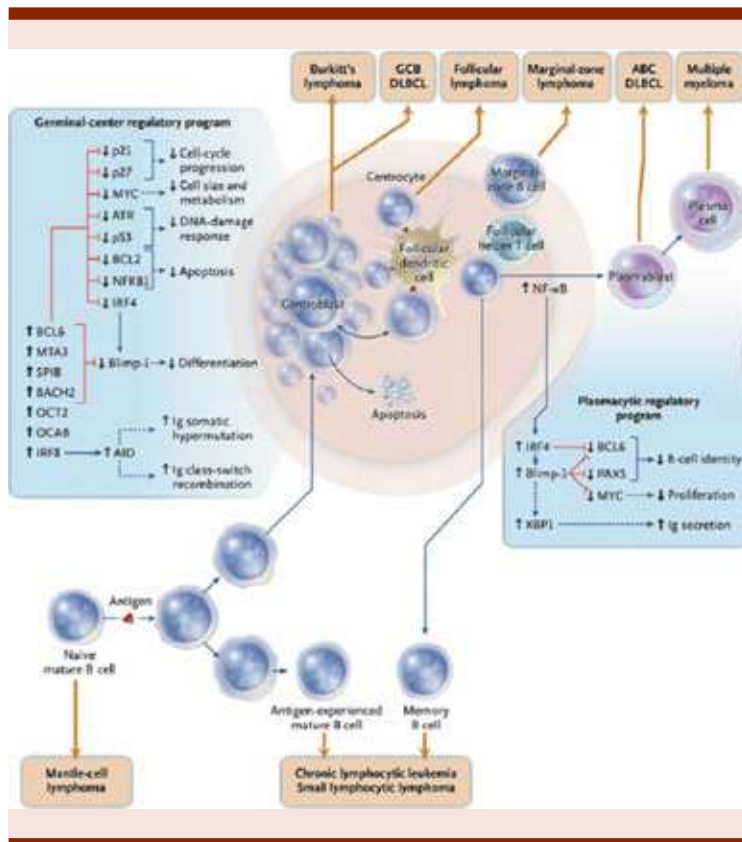 Burkitt's
lymphoma
GCB
DLBCL
Follicular
lymphoma
Marginal-zone
lymphoma
ABC
DLBCL
Multiple
myeloma
Germinal-center regulatory program
↓ p25
↓ p27
↓ Cell-cycle
progression
↓ MYC
↓ Cell size and
metabolism
↓ ATR
↓ p53
↓ DNA-damage
response
↓ BCL2
↓ NFKB1
↓ Apoptosis
↓ IRF4
↑ BCL6
↑ MTA3
↑ SPIB
↑ BACH2
↑ OCT2
↑ OCAB
↑ IRF8
↓ Blimp-1
↓ Differentiation
↑ AID
↑ Ig somatic
hypermutation
↑ Ig class-switch
recombination
Centrocyte
Marginal-
zone B cell
Follicular
helper T cell
Follicular
dendritic
cell
Centroblast
Apoptosis
↑ NF-κB
Plasmablast
Plasma
cell
Plasmacytic regulatory
program
↑ IRF4
↓ BCL6
↑ Blimp-1
↓ PAX5
↓ B-cell identity
↓ MYC
↓ Proliferation
↑ XBP1
↑ Ig secretion
Antigen
Naive
mature B cell
Antigen-experienced
mature B cell
Memory
B cell
Mantle-cell
lymphoma
Chronic lymphocytic leukemia
Small lymphocytic lymphoma